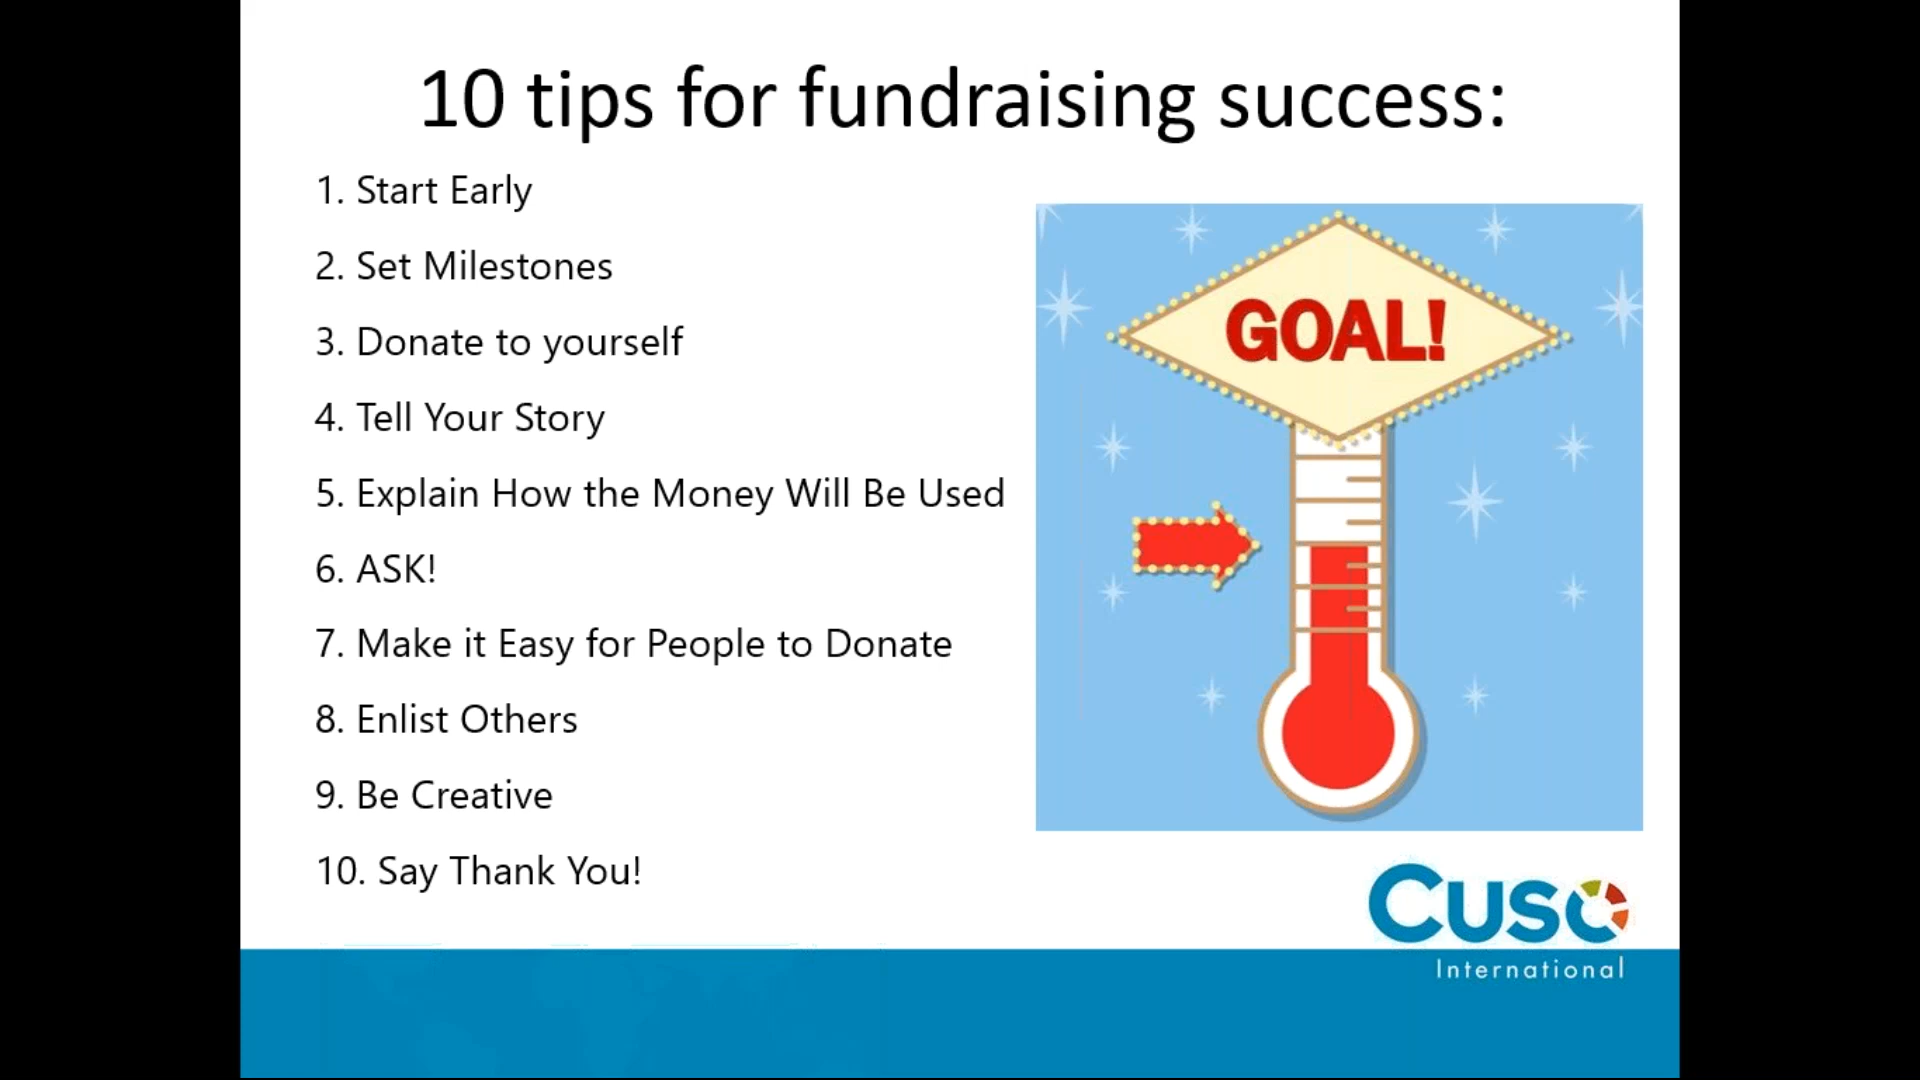 10 tips for fundraising success:
1. Start Early
2. Set Milestones
3. Donate to yourself
4. Tell Your Story
5. Explain How the Money Will Be Used
6. ASK!
7. Make it Easy for People to Donate
8. Enlist Others
9. Be Creative
10. Say Thank You!
GOAL!
Cuso
International